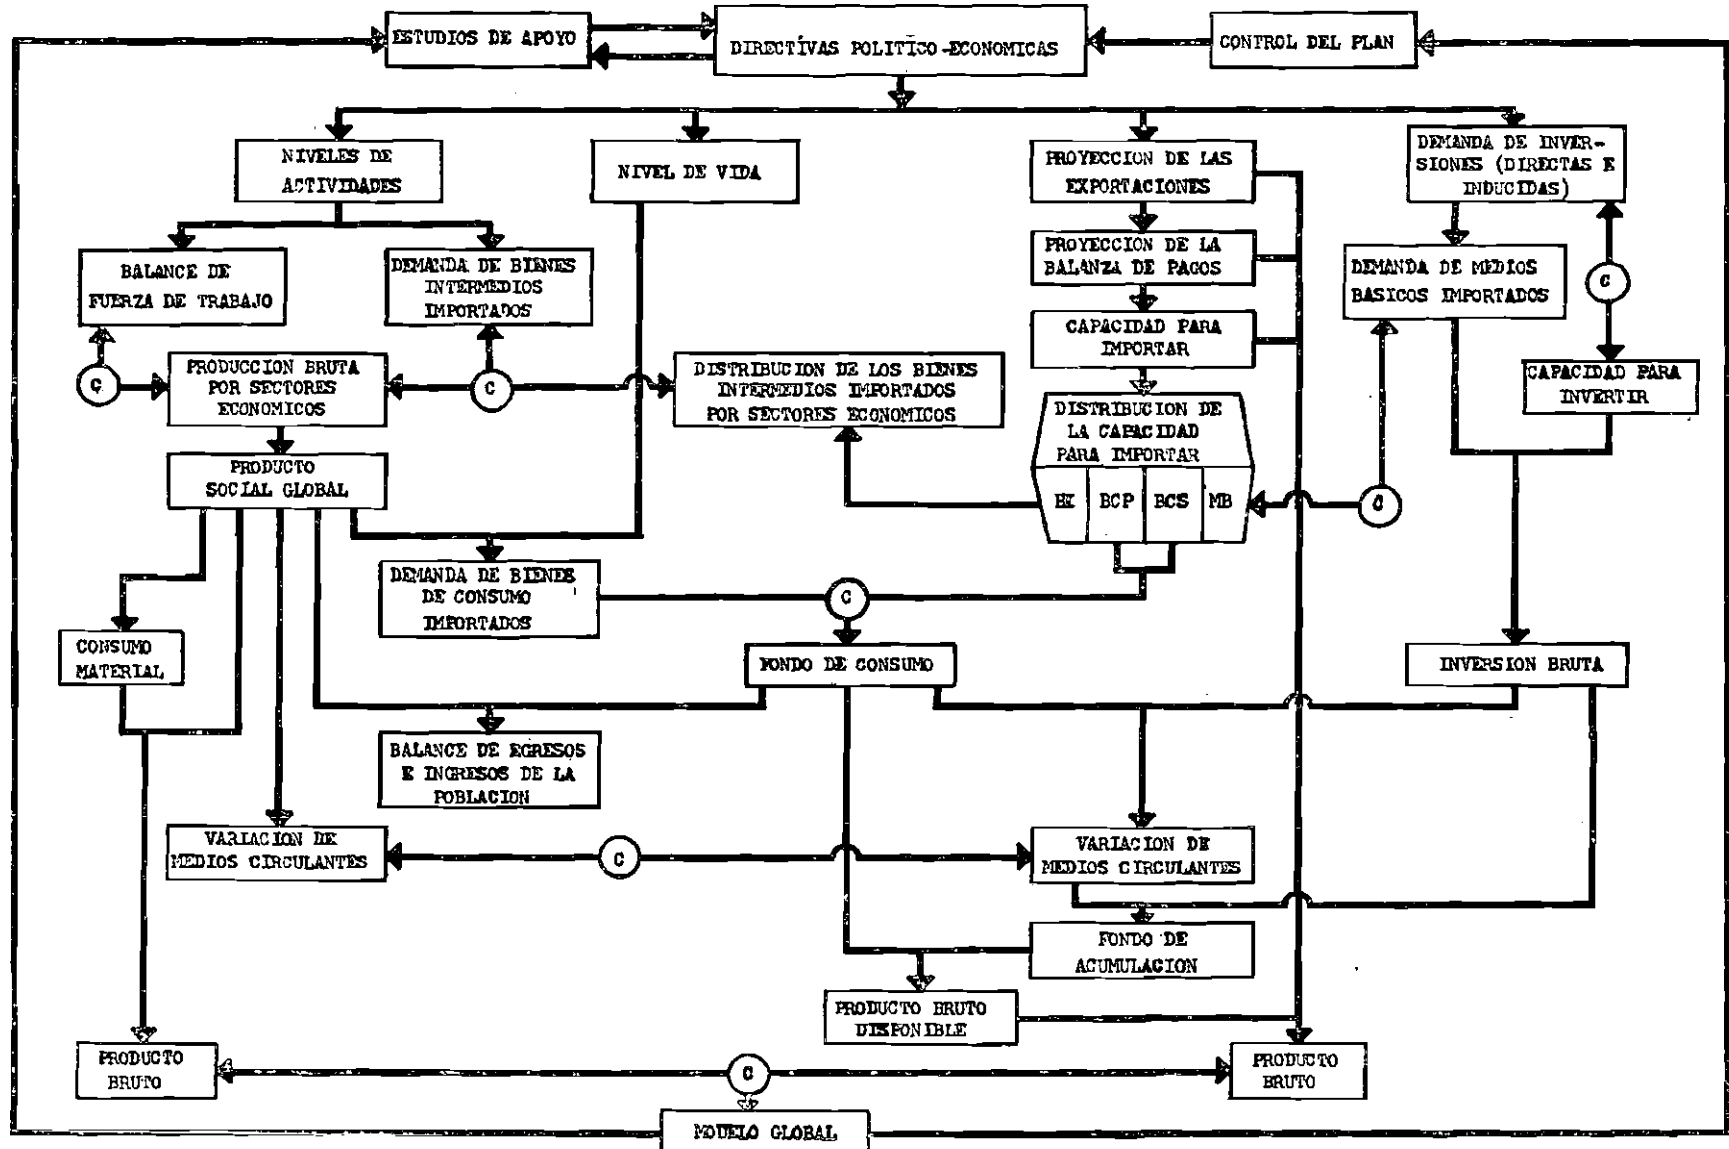 ESTUDIOS DE APOYO
DIRECTÍVAS POLITÍCO-ECONOMICAS
CONTROL DEL PLAN
NIVELES DE
ACTIVIDADES
NIVEL DE VIDA
PROYECCION DE LAS
EXPORTACIONES
DEMANDA DE INVER-
SIONES (DIRECTAS E
INDUCIDAS)
BALANCE DE
FUERZA DE TRABAJO
DEMANDA DE BIENES
INTERMEDIOS
IMPORTADOS
PROYECCION DE LA
BALANZA DE PAGOS
DEMANDA DE MEDIOS
BASICOS IMPORTADOS
C
CAPACIDAD PARA
IMPORTAR
C
PRODUCCION BRUTA
POR SECTORES
ECONOMICOS
C
DISTRIBUCION DE LOS BIENES
INTERMEDIOS IMPORTADOS
POR SECTORES ECONOMICOS
CAPACIDAD PARA
INVERTIR
DISTRIBUCION DE
LA CAPACIDAD
PARA IMPORTAR
BI BCP BCS MB
C
PRODUCTO
SOCIAL GLOBAL
DEMANDA DE BIENES
DE CONSUMO
IMPORTADOS
C
CONSUMO
MATERIAL
FONDO DE CONSUMO
INVERSION BRUTA
BALANCE DE EGRESOS
E INGRESOS DE LA
POBLACION
VARIACION DE
MEDIOS CIRCULANTES
C
VARIACION DE
MEDIOS CIRCULANTES
FONDO DE
ACUMULACION
PRODUCTO BRUTO
DISPONIBLE
PRODUCTO
BRUTO
C
PRODUCTO
BRUTO
MODELO GLOBAL